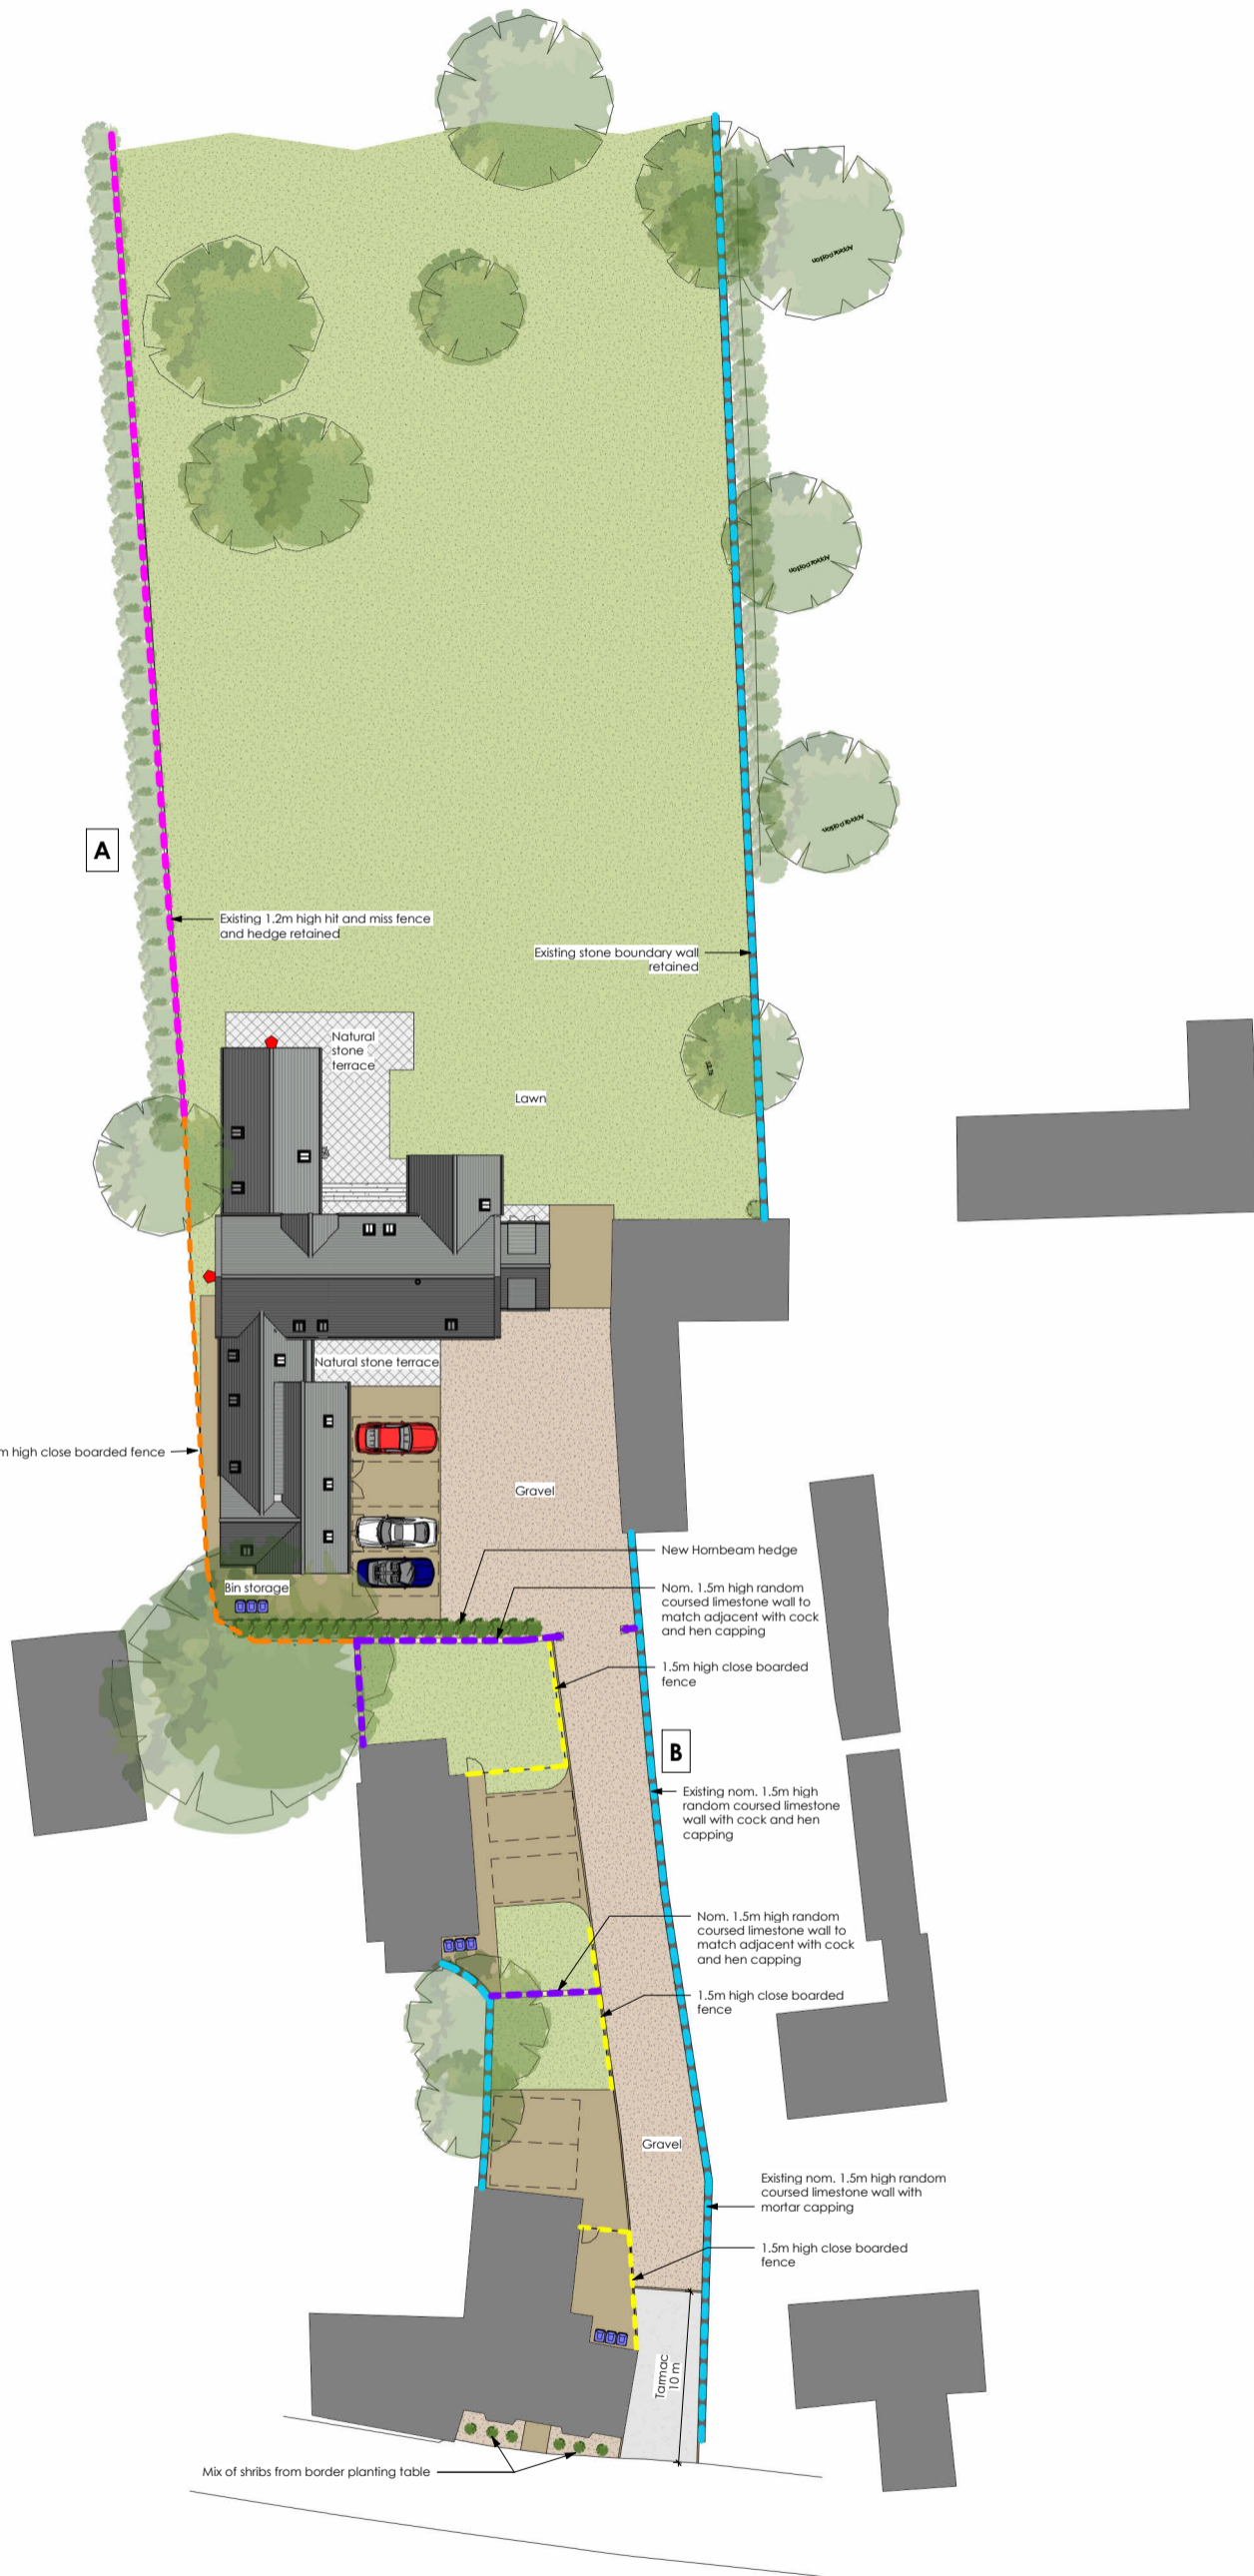 A
Existing 1.2m high hit and miss fence
and hedge retained
Existing stone boundary wall
retained
Natural
stone
terrace
Lawn
Natural stone terrace
m high close boarded fence
Gravel
New Hornbeam hedge
Bin storage
Nom. 1.5m high random
coursed limestone wall to
match adjacent with cock
and hen capping
1.5m high close boarded
fence
B
Existing nom. 1.5m high
random coursed limestone
wall with cock and hen
capping
Nom. 1.5m high random
coursed limestone wall to
match adjacent with cock
and hen capping
1.5m high close boarded
fence
Gravel
Existing nom. 1.5m high random
coursed limestone wall with
mortar capping
1.5m high close boarded
fence
Tarmac
10 m
Mix of shribs from border planting table